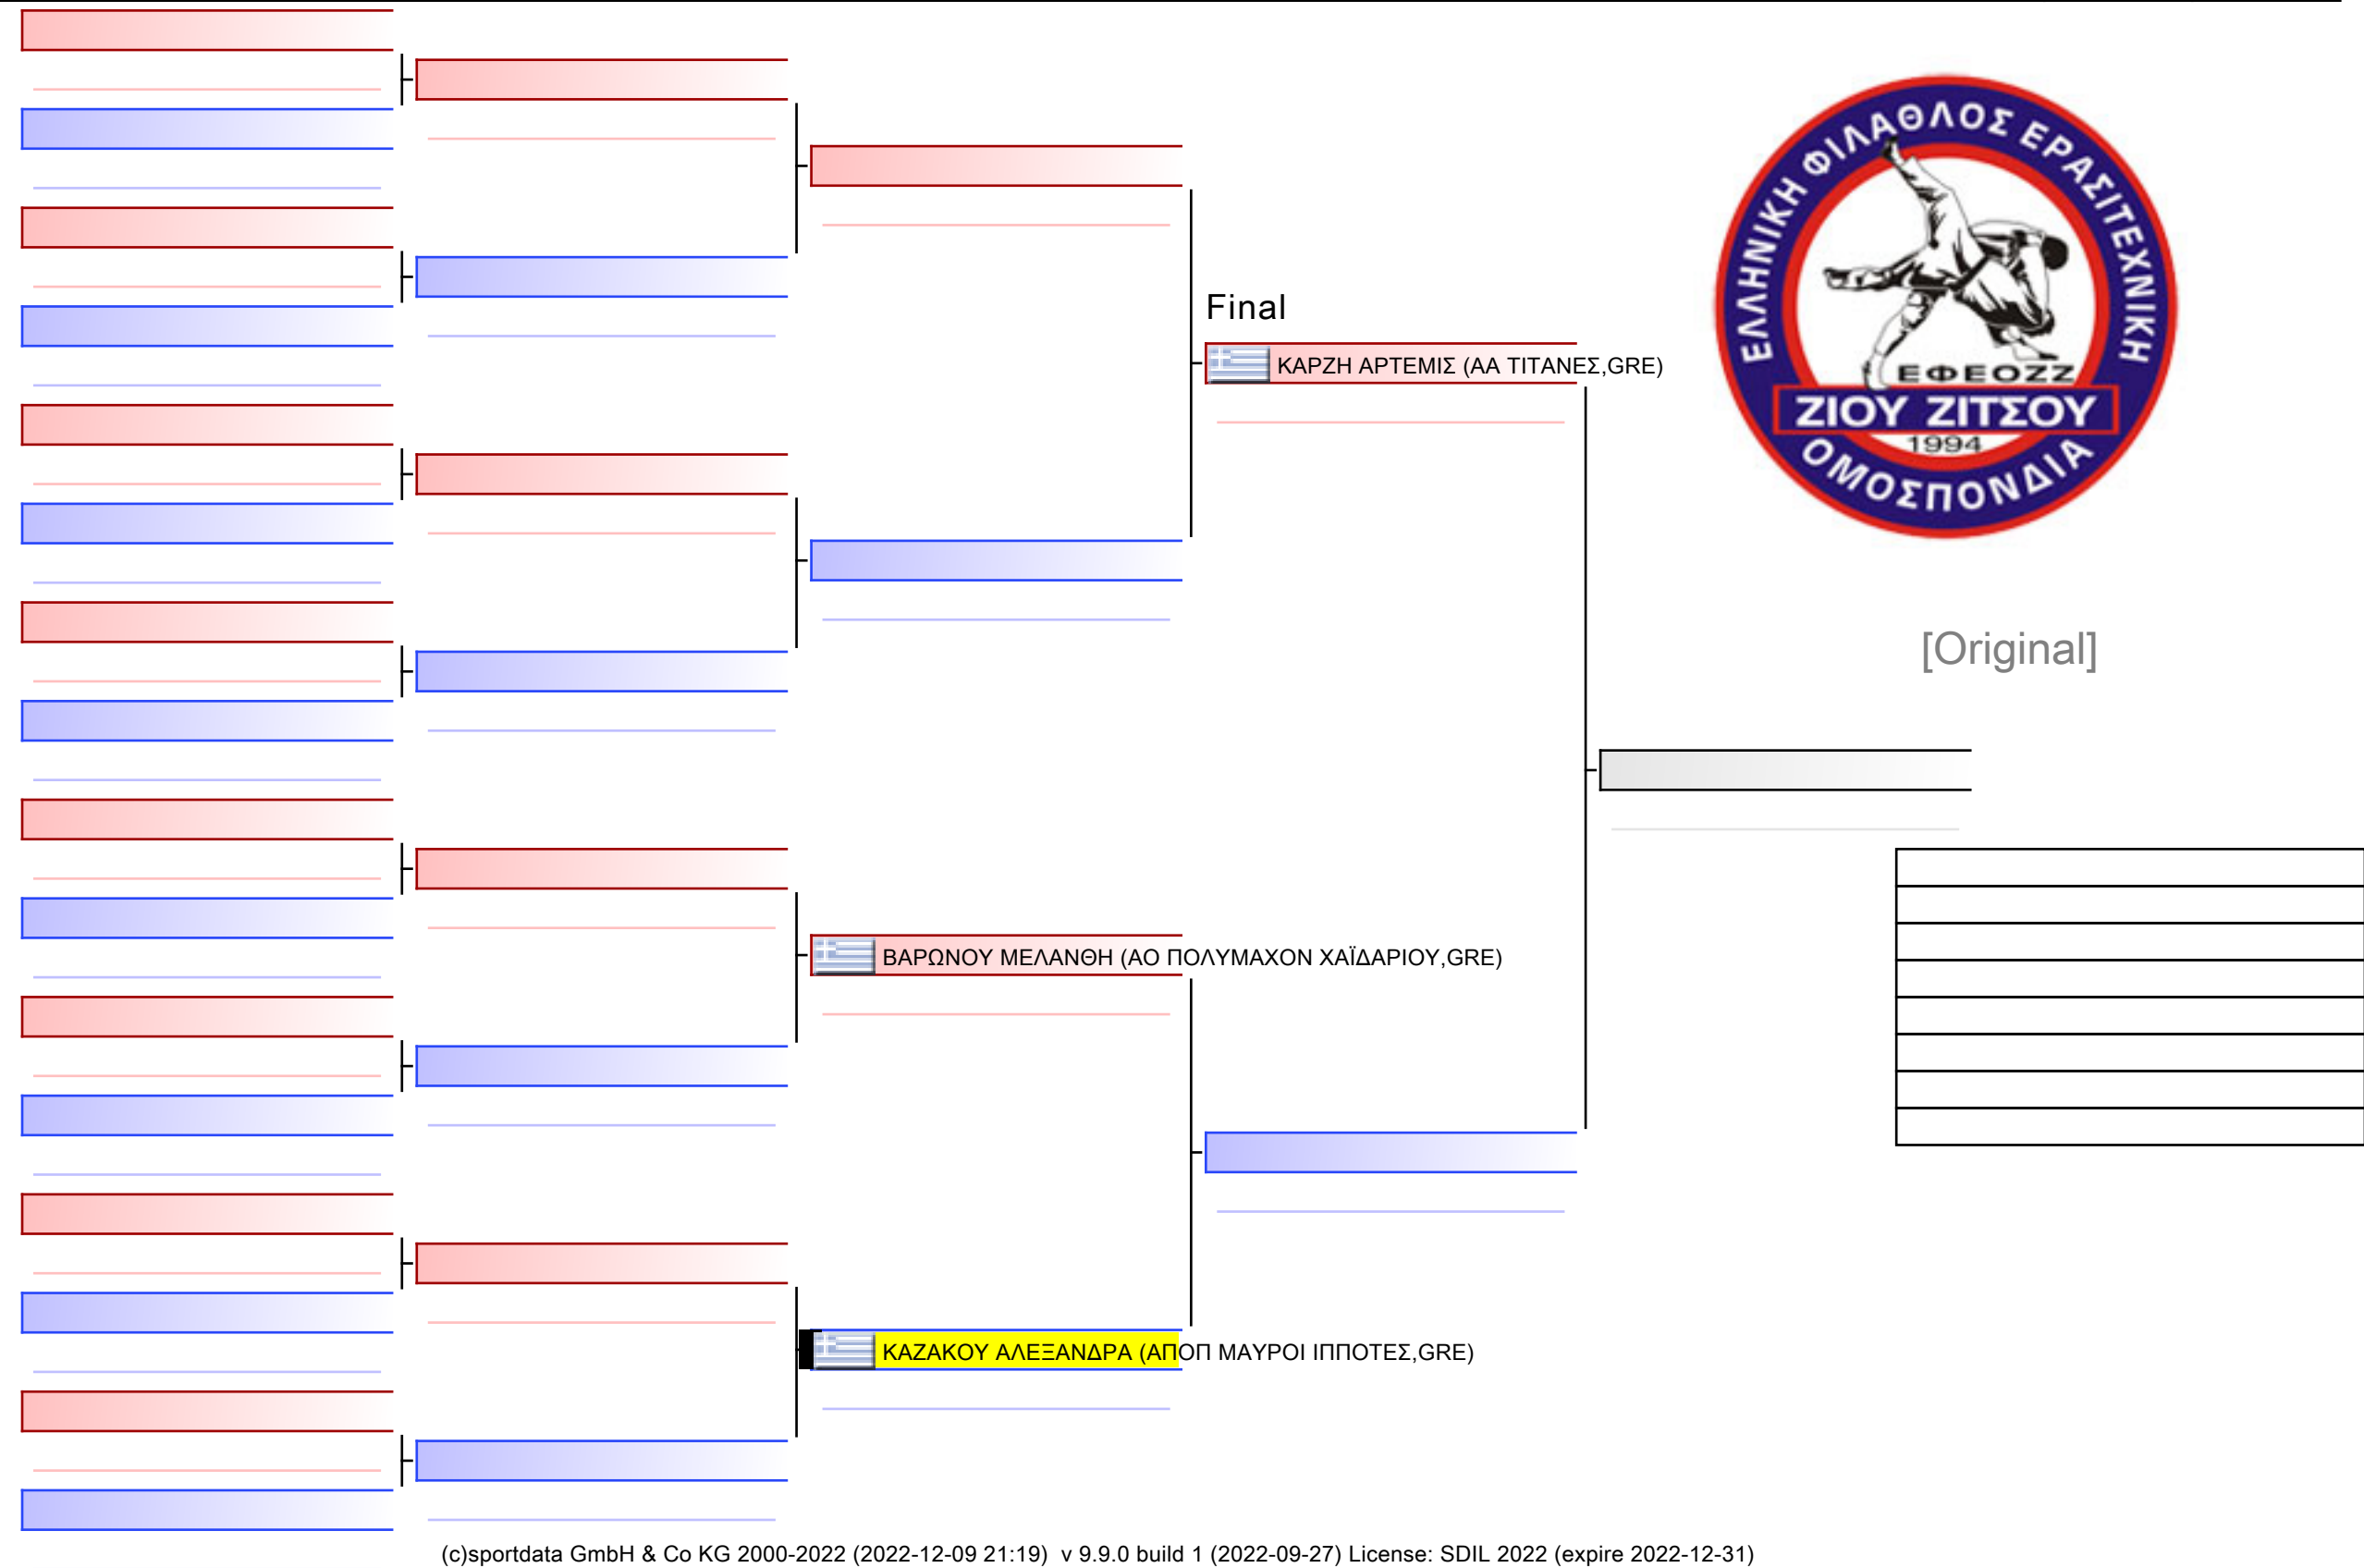 ΕΛΛΗΝΙΚΗ ΦΙΛΑΘΛΟΣ ΕΡΑΣΙΤΕΧΝΙΚΗ
Final
ΚΑΡΖΗ ΑΡΤΕΜΙΣ (ΑΑ ΤΙΤΑΝΕΣ,GRE)
ΕΦΕΟΖΖ
ΖΙΟΥ ΖΙΤΣΟΥ
1994
ΟΜΟΣΠΟΝΔΙΑ
[Original]
ΒΑΡΩΝΟΥ ΜΕΛΑΝΘΗ (ΑΟ ΠΟΛΥΜΑΧΟΝ ΧΑΪΔΑΡΙΟΥ,GRE)
ΚΑΖΑΚΟΥ ΑΛΕΞΑΝΔΡΑ (ΑΠΟΠ ΜΑΥΡΟΙ ΙΠΠΟΤΕΣ,GRE)
(c)sportdata GmbH & Co KG 2000-2022 (2022-12-09 21:19) v 9.9.0 build 1 (2022-09-27) License: SDIL 2022 (expire 2022-12-31)